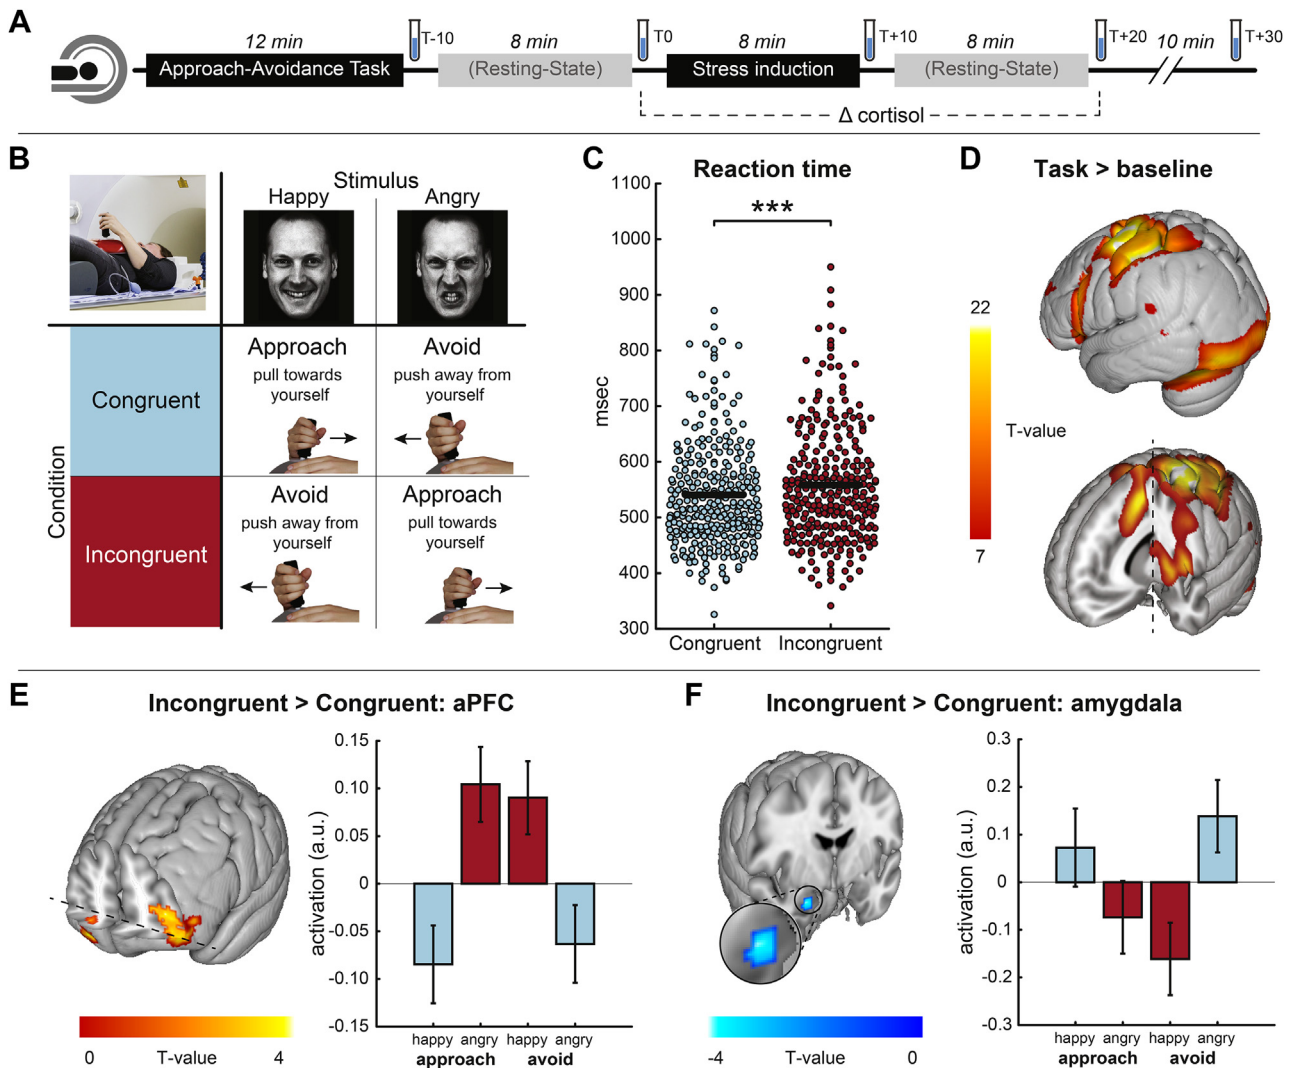 A
12 min
T-10
8 min
T0
8 min
T+10
8 min
T+20
10 min
T+30
Approach-Avoidance Task
(Resting-State)
Stress induction
(Resting-State)
Δ cortisol
B
Stimulus
Happy
Angry
Condition
Congruent
Approach
pull towards
yourself
Avoid
push away from
yourself
Incongruent
Avoid
push away from
yourself
Approach
pull towards
yourself
C
Reaction time
***
msec
1100
1000
900
800
700
600
500
400
300
Congruent
Incongruent
D
Task > baseline
22
T-value
7
E
Incongruent > Congruent: aPFC
0
T-value
4
activation (a.u.)
0.15
0.10
0.05
0
-0.05
-0.10
-0.15
happy
angry
happy
angry
approach
avoid
F
Incongruent > Congruent: amygdala
-4
T-value
0
activation (a.u.)
0.3
0.2
0.1
0
-0.1
-0.2
-0.3
happy
angry
happy
angry
approach
avoid